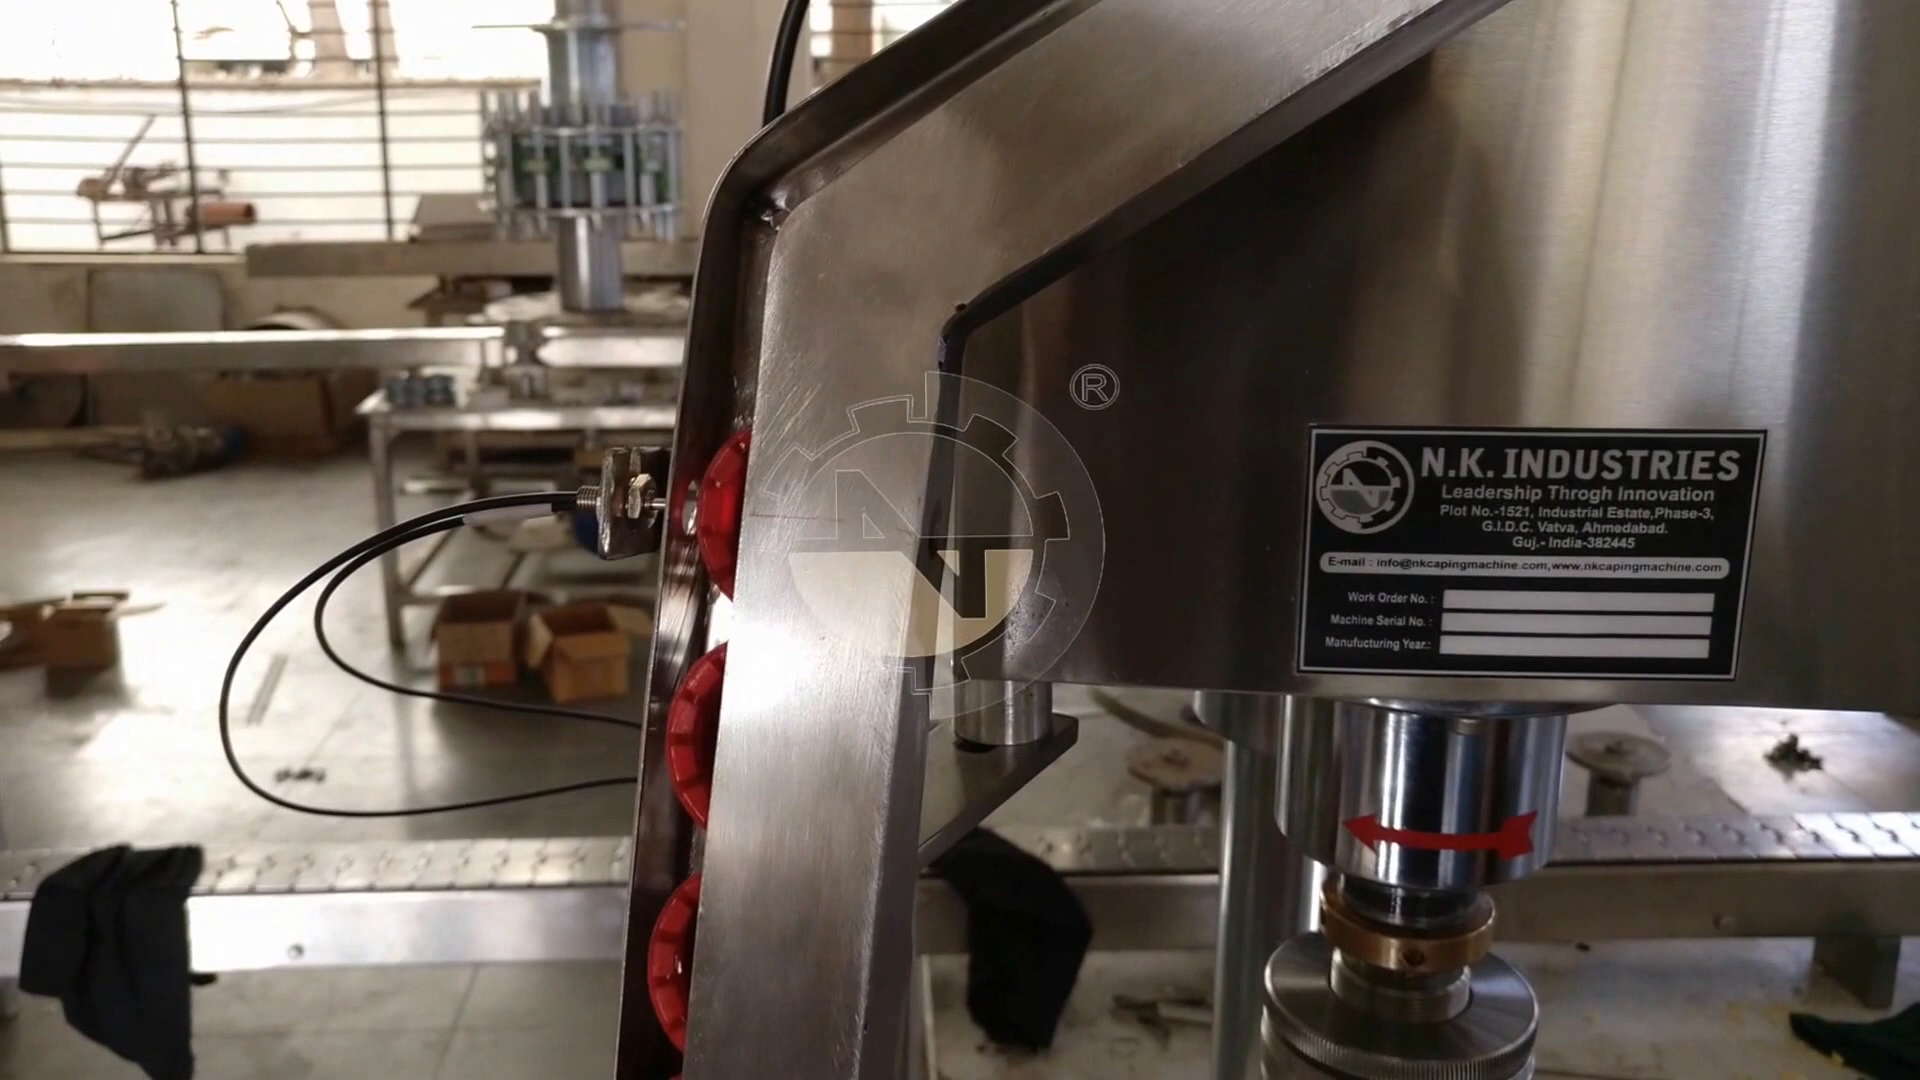 ®
N.K. INDUSTRIES
Leadership Throgh Innovation
Plot No.-1521, Industrial Estate,Phase-3,
G.I.D.C. Vatva, Ahmedabad.
Guj.- India-382445
E-mail : info@nkcapingmachine.com,www.nkcapingmachine.com
Work Order No. :
Machine Serial No. :
Manufucturing Year.: